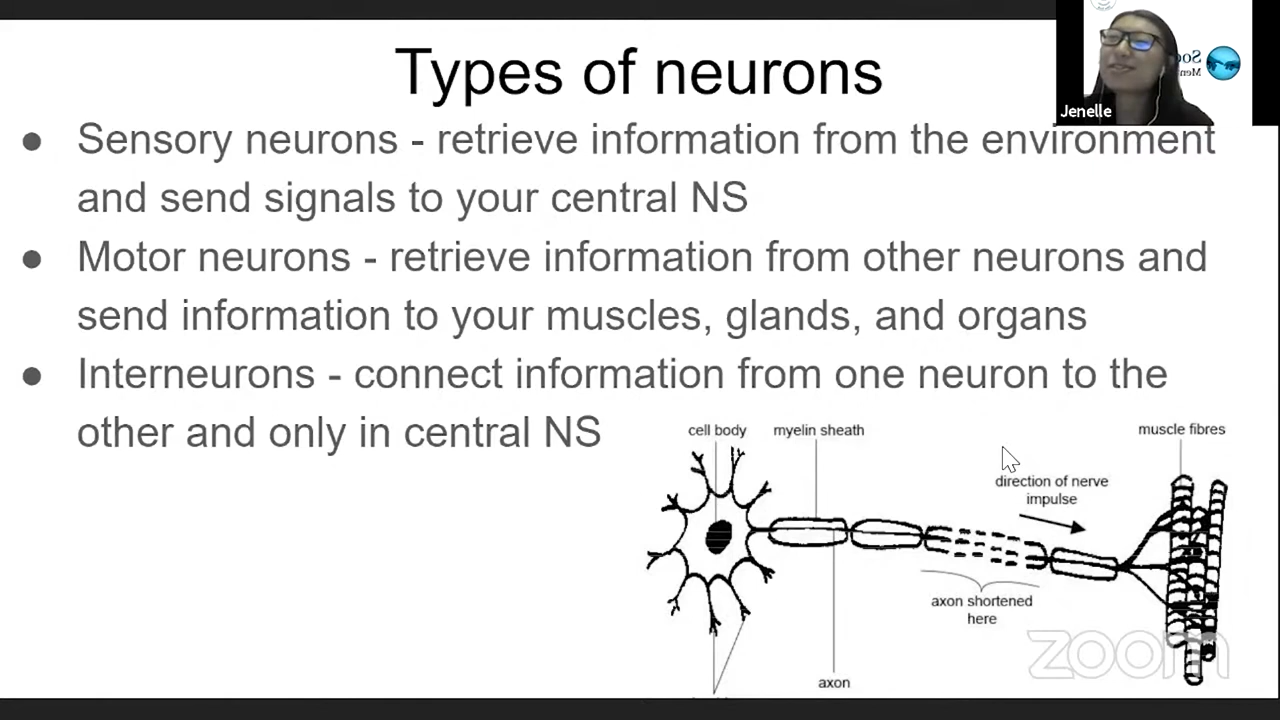 Types of neurons
Jenelle
● Sensory neurons - retrieve information from the environment
and send signals to your central NS
● Motor neurons - retrieve information from other neurons and
send information to your muscles, glands, and organs
● Interneurons - connect information from one neuron to the
other and only in central NS
cell body
myelin sheath
muscle fibres
direction of nerve
impulse
axon shortened
here
axon
zoom